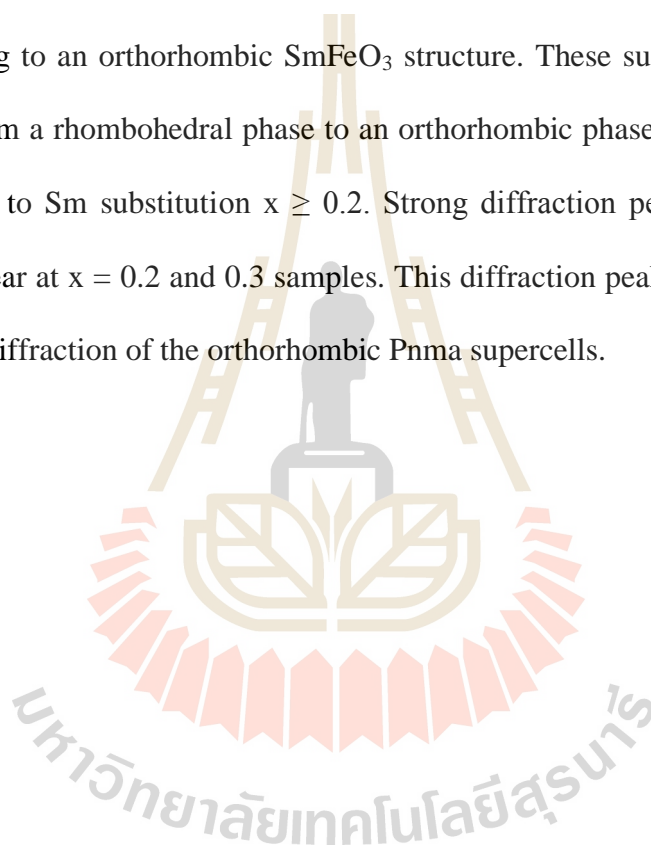 g to an orthorhombic SmFeO₃ structure. These su
m a rhombohedral phase to an orthorhombic phase
to Sm substitution x ≥ 0.2. Strong diffraction pe
ear at x = 0.2 and 0.3 samples. This diffraction peal
iffraction of the orthorhombic Pnma supercells.
มหาวิทยาลัยเทคโนโลยีสุรนารี